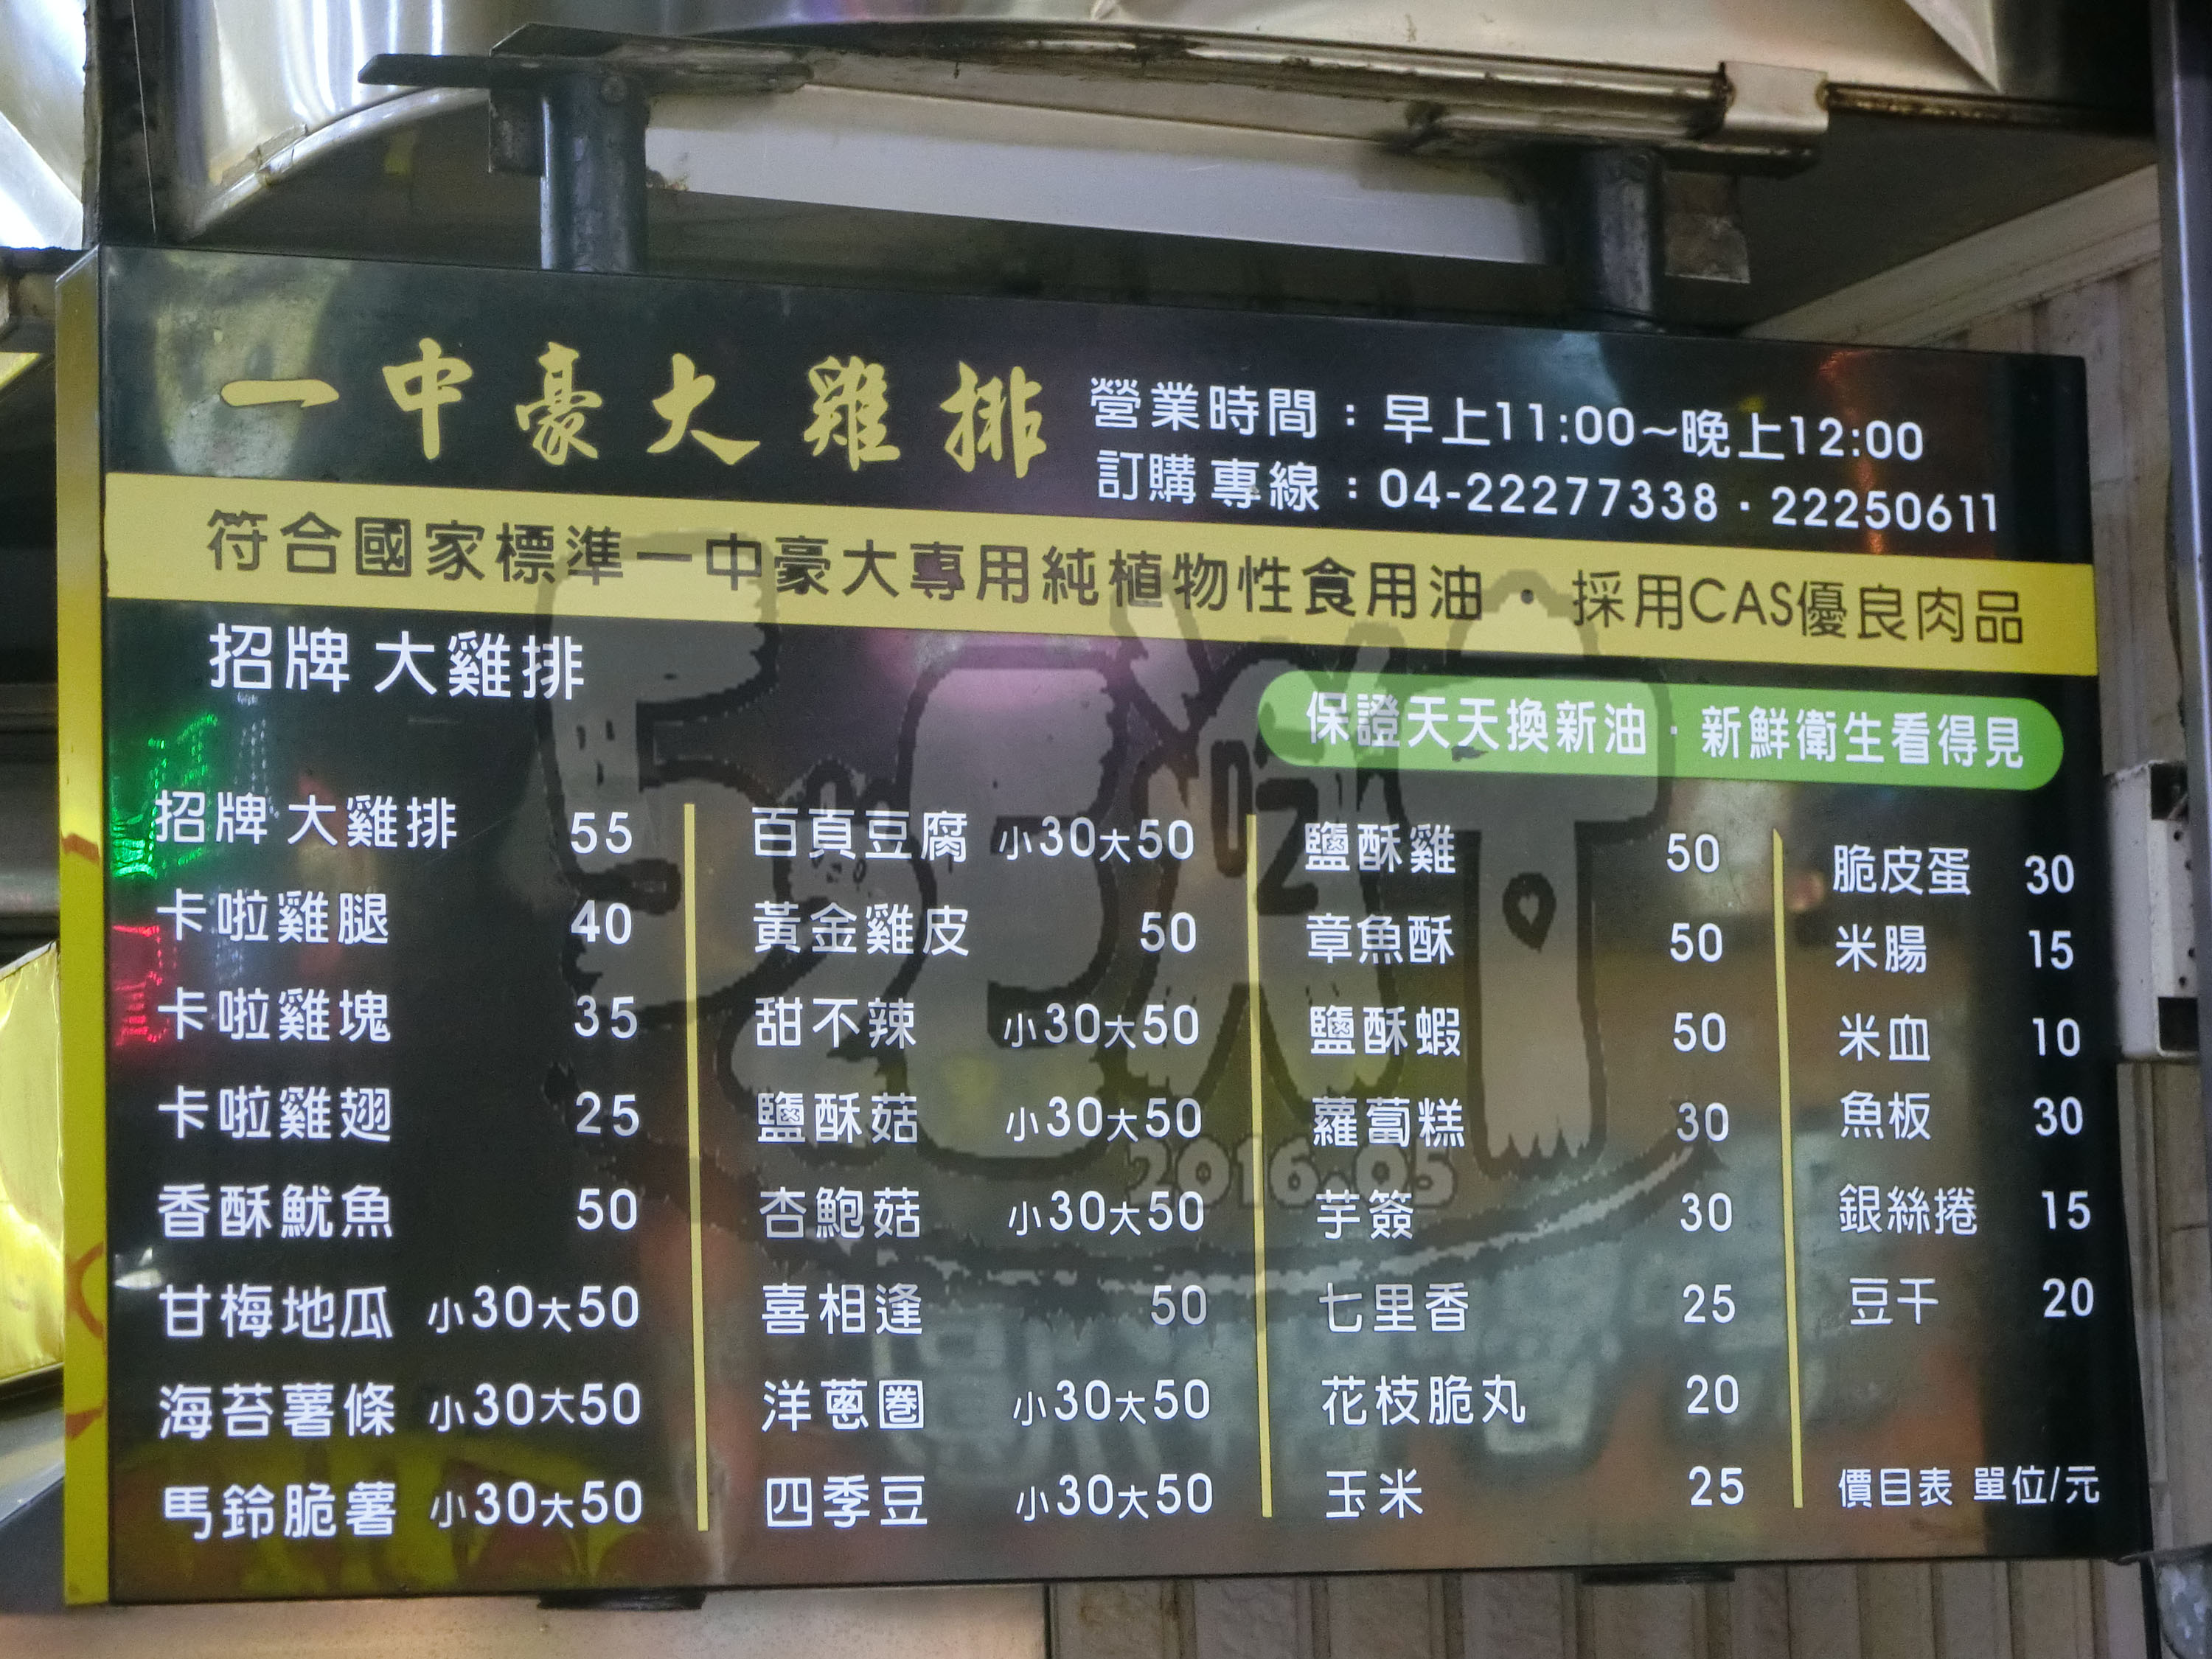 一中豪大雞排
營業時間：早上11:00~晚上12:00
訂購專線：04-22277338·22250611
符合國家標準一中豪大專用純植物性食用油·採用CAS優良肉品
招牌 大雞排
保證天天換新油·新鮮衛生看得見
招牌 大雞排 55
卡啦雞腿 40
卡啦雞塊 35
卡啦雞翅 25
香酥魷魚 50
甘梅地瓜 小30大50
海苔薯條 小30大50
馬鈴脆薯 小30大50
百頁豆腐 小30大50
黃金雞皮 50
甜不辣 小30大50
鹽酥菇 小30大50
杏鮑菇 小30大50
喜相逢 50
洋蔥圈 小30大50
四季豆 小30大50
鹽酥雞 50
章魚酥 50
鹽酥蝦 50
蘿蔔糕 30
芋簽 30
七里香 25
花枝脆丸 20
玉米 25
脆皮蛋 30
米腸 15
米血 10
魚板 30
銀絲捲 15
豆干 20
價目表 單位/元
2016.05